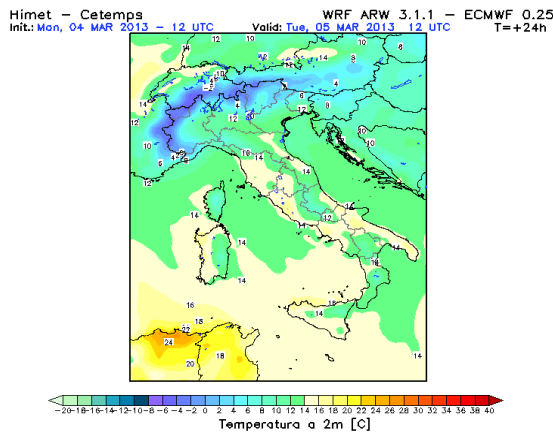 Himet – Cetemps WRF ARW 3.1.1 – ECMWF 0.25
Init.: Mon, 04 MAR 2013 – 12 UTC Valid: Tue, 05 MAR 2013 12 UTC T=+24h
-20-18-16-14-12-10-8 -6 -4 -2 0 2 4 6 8 10 12 14 16 18 20 22 24 26 28 30 32 34 36 38 40
Temperatura a 2m [C]